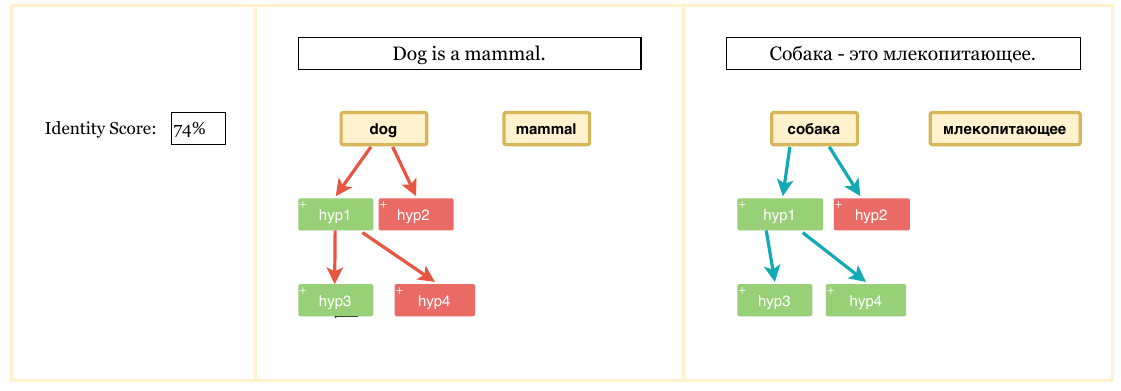 Dog is a mammal.
Собака - это млекопитающее.
Identity Score: 74%
dog
mammal
собака
млекопитающее
+ hyp1
+ hyp2
+ hyp1
+ hyp2
+ hyp3
+ hyp4
+ hyp3
+ hyp4